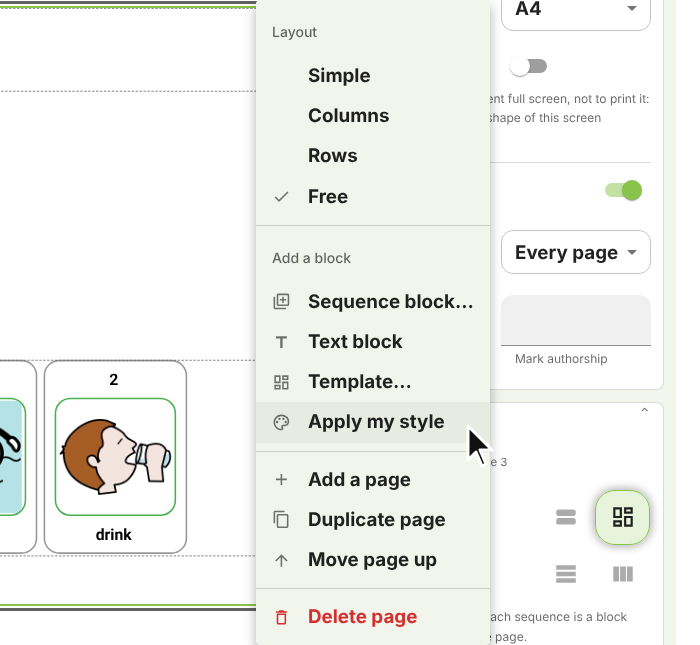 A4
ent full screen, not to print it:
shape of this screen
Every page
Mark authorship
e 3
ach sequence is a block
page.
Layout
Simple
Columns
Rows
Free
Add a block
Sequence block...
Text block
Template...
Apply my style
Add a page
Duplicate page
Move page up
Delete page
2
drink